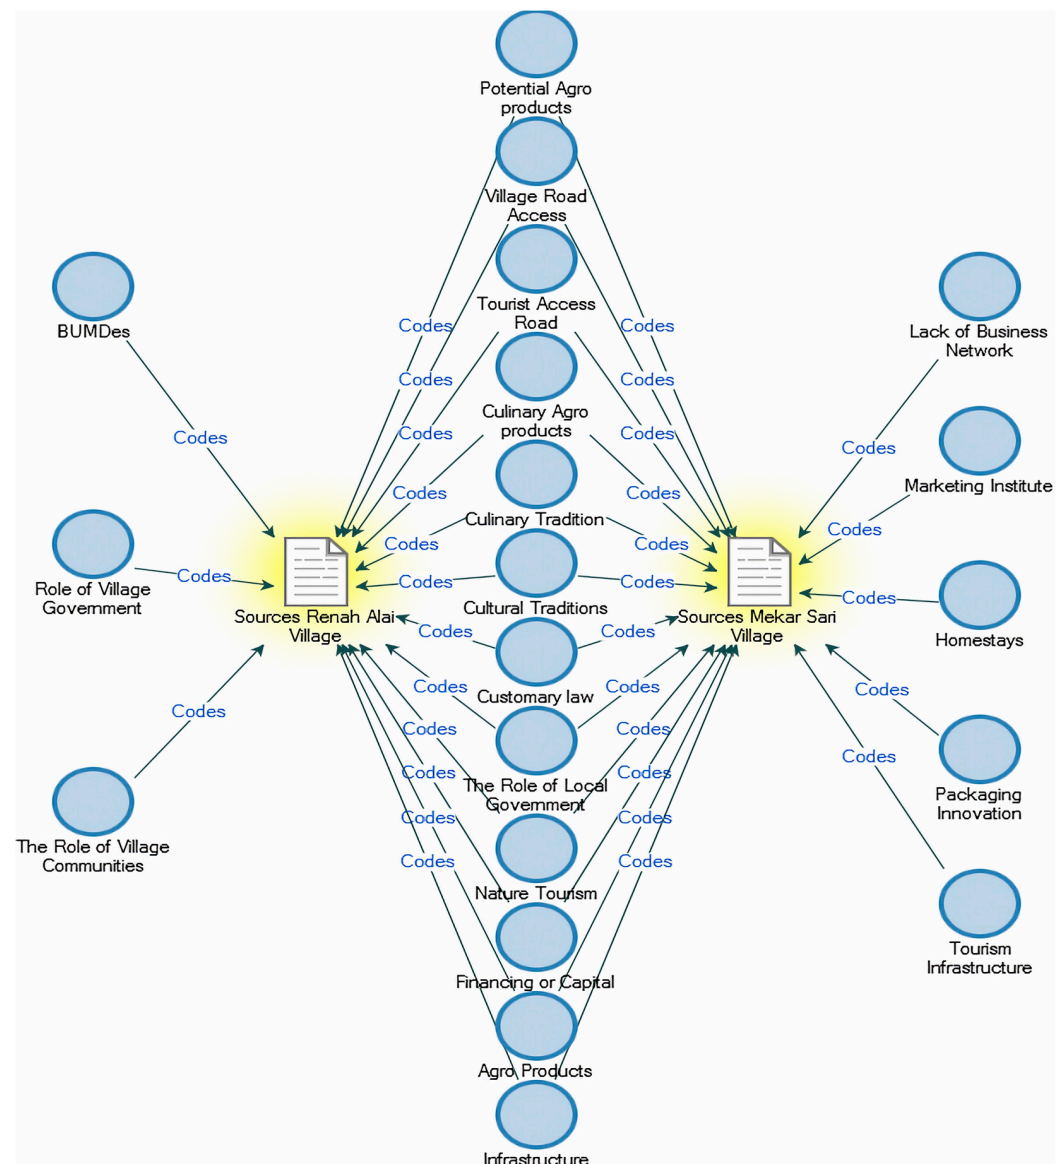 Potential Agro
products
Village Road
Access
Tourist Access
Road
Codes
Codes
BUMDes
Lack of Business
Network
Codes
Codes
Culinary Agro
products
Codes
Codes
Codes
Codes
Marketing Institute
Codes
Codes
Culinary Tradition
Codes
Codes
Codes
Codes
Role of Village
Government
Codes
Codes
Codes
Codes
Cultural Traditions
Sources Renah Alai
Village
Sources Mekar Sari
Village
Homestays
Codes
Codes
Customary law
Codes
Codes
Codes
Codes
Codes
Codes
Codes
The Role of Local
Government
Codes
Codes
Packaging
Innovation
Codes
Codes
The Role of Village
Communities
Codes
Codes
Nature Tourism
Tourism
Infrastructure
Financing or Capital
Agro Products
Infrastructure